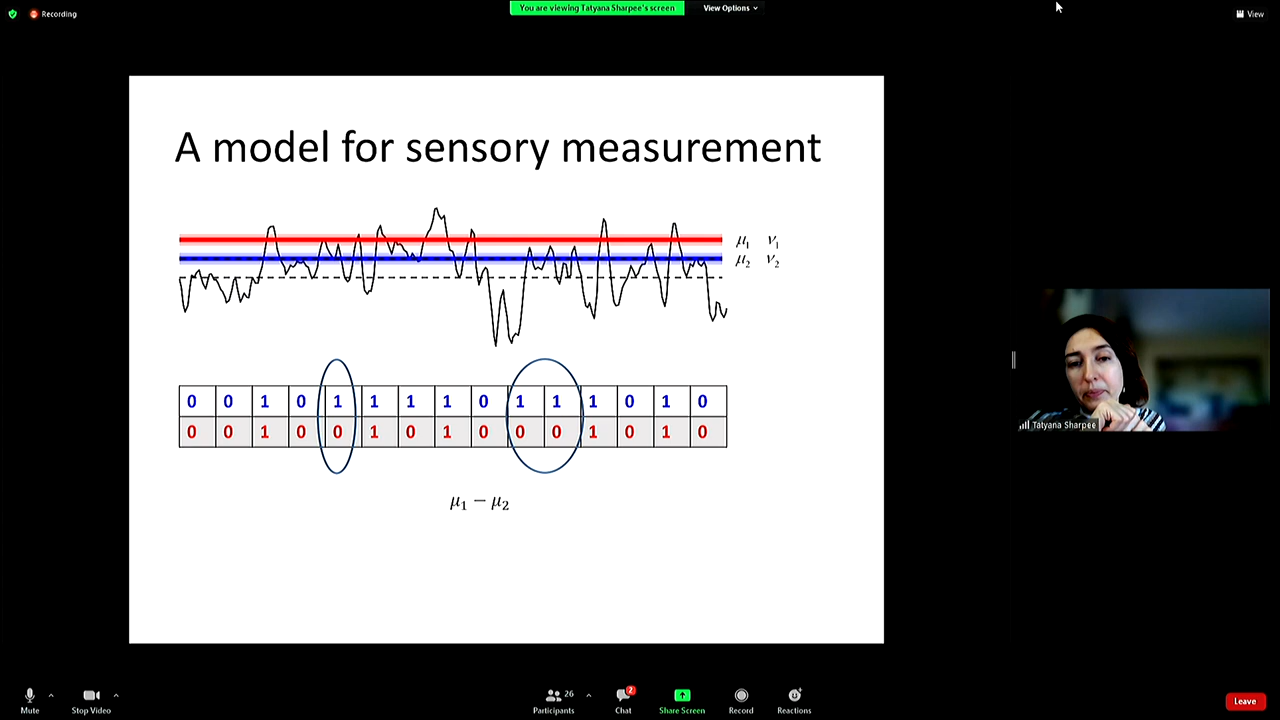 Recording
You are viewing Tatyana Sharpee's screen
View Options
View
A model for sensory measurement
μ₁ ν₁
μ₂ ν₂
0 0 1 0 1 1 1 1 0 1 1 1 0 1 0
0 0 1 0 0 1 0 1 0 0 0 1 0 1 0
μ₁ − μ₂
Tatyana Sharpee
Mute
Stop Video
Participants
26
Chat
2
Share Screen
Record
Reactions
Leave